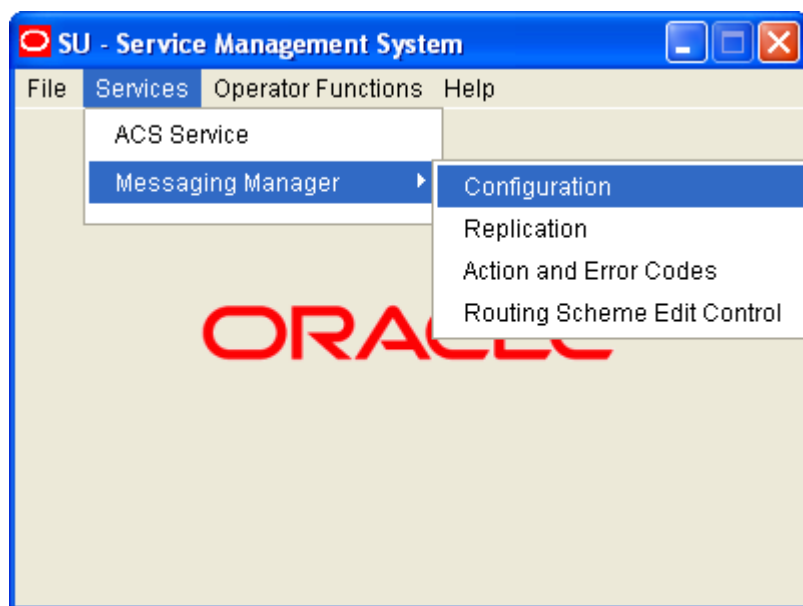 SU - Service Management System
File Services Operator Functions Help
ACS Service
Messaging Manager
Configuration
Replication
Action and Error Codes
Routing Scheme Edit Control
ORACLE